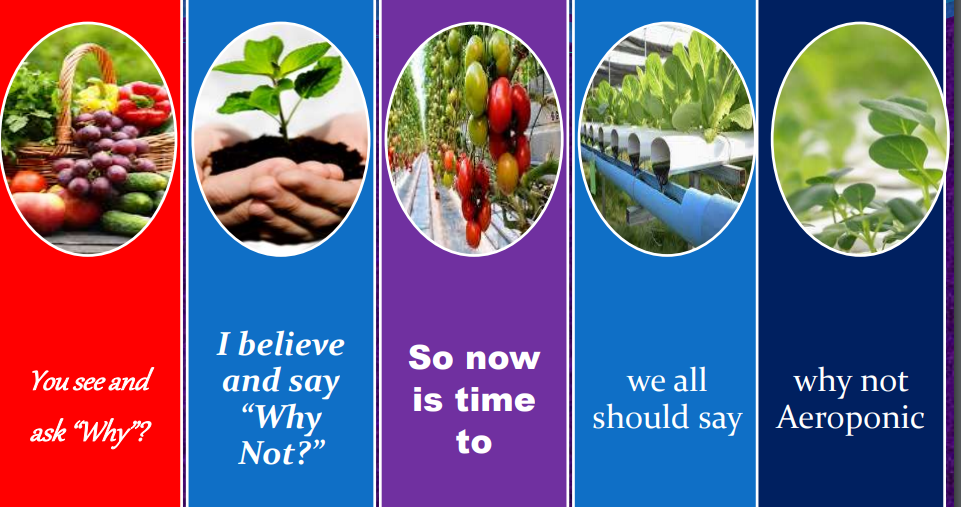 You see and
ask “Why”?
I believe
and say
“Why
Not?”
So now
is time
to
we all
should say
why not
Aeroponic